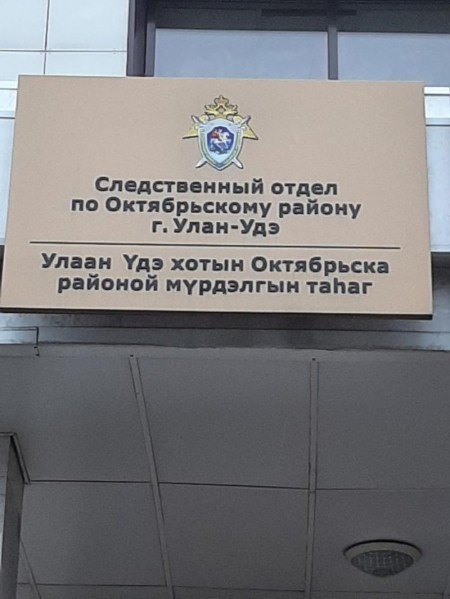 Следственный отдел
по Октябрьскому району
г. Улан-Удэ
Улаан Үдэ хотын Октябрьска
районой мүрдэлгын таһаг